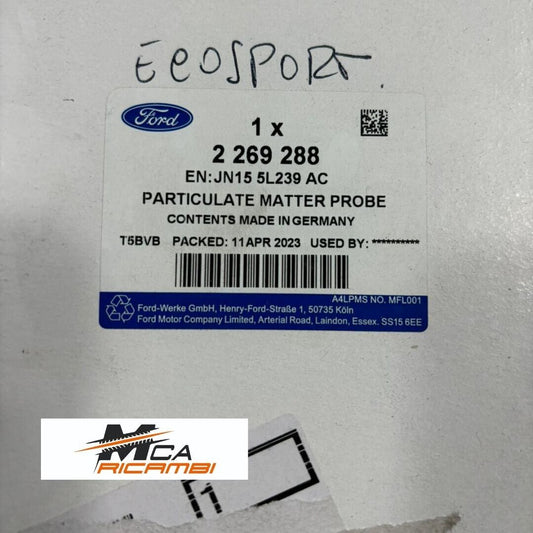 ECOSPORT
Ford
1 x
2 269 288
EN:JN15 5L239 AC
PARTICULATE MATTER PROBE
CONTENTS MADE IN GERMANY
T5BVB PACKED: 11APR 2023 USED BY: **********
A4LPMS NO. MFL001
Ford-Werke GmbH, Henry-Ford-Straße 1, 50735 Köln
Ford Motor Company Limited, Arterial Road, Laindon, Essex. SS15 6EE
MCA
RICAMBI